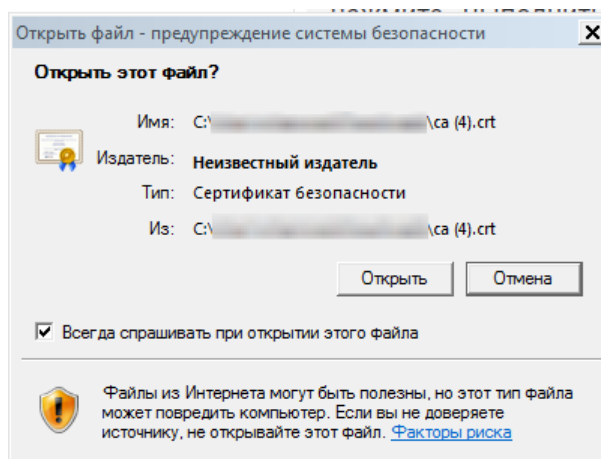 Открыть файл - предупреждение системы безопасности
Открыть этот файл?
Имя: C:\ \ca (4).crt
Издатель: Неизвестный издатель
Тип: Сертификат безопасности
Из: C:\ \ca (4).crt
Открыть Отмена
Всегда спрашивать при открытии этого файла
Файлы из Интернета могут быть полезны, но этот тип файла
может повредить компьютер. Если вы не доверяете
источнику, не открывайте этот файл. Факторы риска